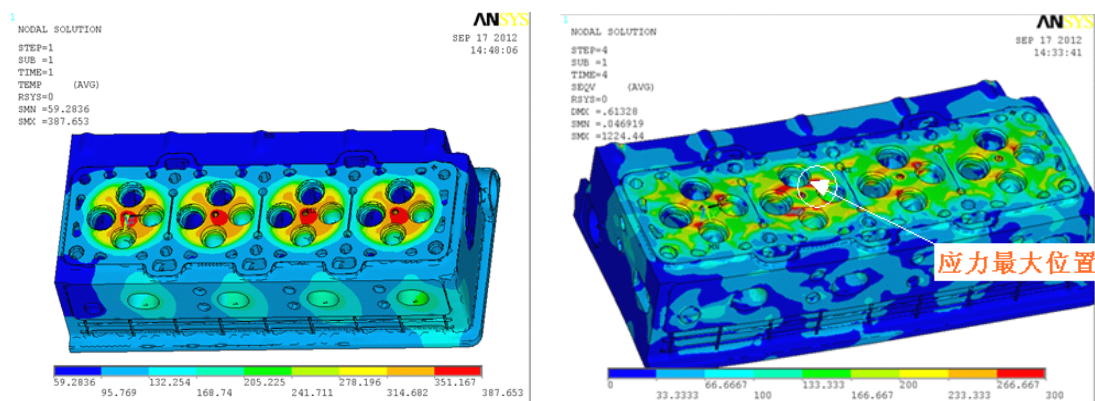 1
ANSYS
NODAL SOLUTION
SEP 17 2012
14:48:06
STEP=1
SUB =1
TIME=1
TEMP (AVG)
RSYS=0
SMN =59.2836
SMX =387.653
59.2836 132.254 205.225 278.196 351.167
95.769 168.74 241.711 314.682 387.653
1
ANSYS
NODAL SOLUTION
SEP 17 2012
14:33:41
STEP=4
SUB =1
TIME=4
SEQV (AVG)
RSYS=0
DMX =.61328
SMN =.046919
SMX =1224.44
应力最大位置
0 66.6667 133.333 200 266.667
33.3333 100 166.667 233.333 300